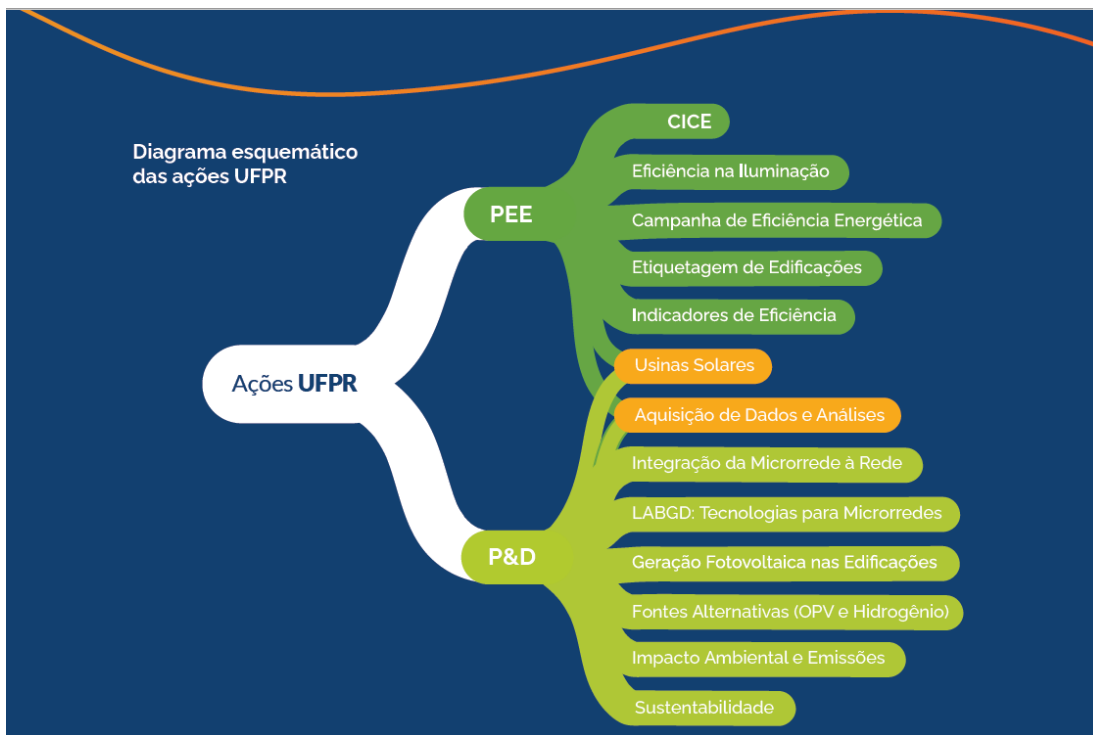 Diagrama esquemático
das ações UFPR
Ações UFPR
PEE
CICE
Eficiência na Iluminação
Campanha de Eficiência Energética
Etiquetagem de Edificações
Indicadores de Eficiência
Usinas Solares
Aquisição de Dados e Análises
P&D
Integração da Microrrede à Rede
LABGD: Tecnologias para Microrredes
Geração Fotovoltaica nas Edificações
Fontes Alternativas (OPV e Hidrogênio)
Impacto Ambiental e Emissões
Sustentabilidade